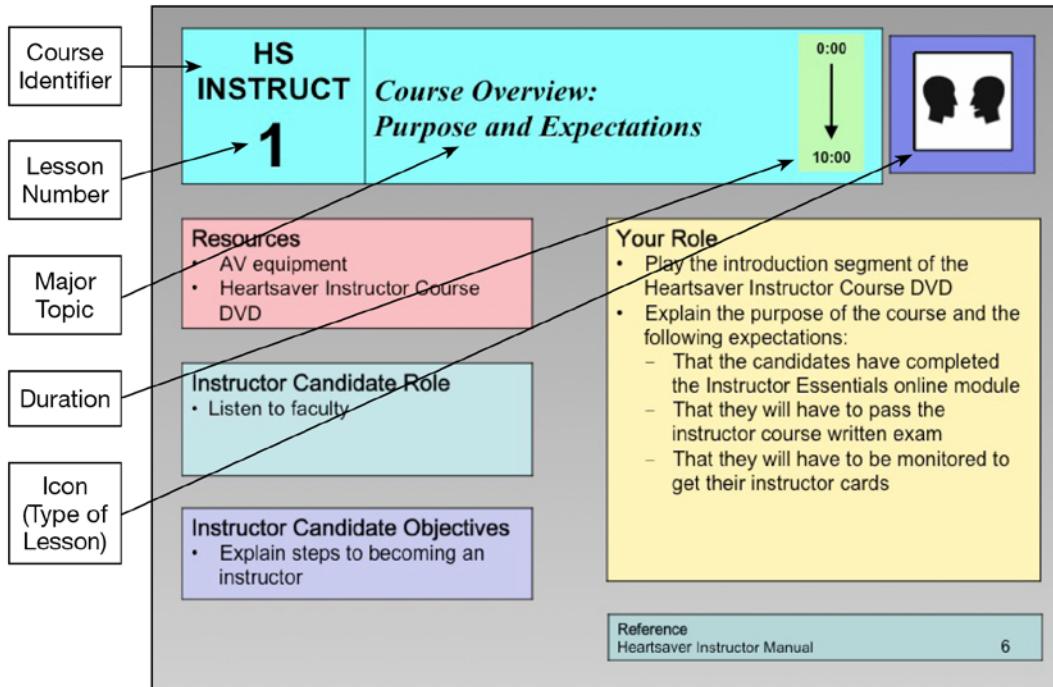 Course
Identifier
Lesson
Number
Major
Topic
Duration
Icon
(Type of
Lesson)
HS
INSTRUCT
1
Course Overview:
Purpose and Expectations
0:00
10:00
Resources
• AV equipment
• Heartsaver Instructor Course
DVD
Instructor Candidate Role
• Listen to faculty
Instructor Candidate Objectives
• Explain steps to becoming an
instructor
Your Role
• Play the introduction segment of the
Heartsaver Instructor Course DVD
• Explain the purpose of the course and the
following expectations:
– That the candidates have completed
the Instructor Essentials online module
– That they will have to pass the
instructor course written exam
– That they will have to be monitored to
get their instructor cards
Reference
Heartsaver Instructor Manual 6